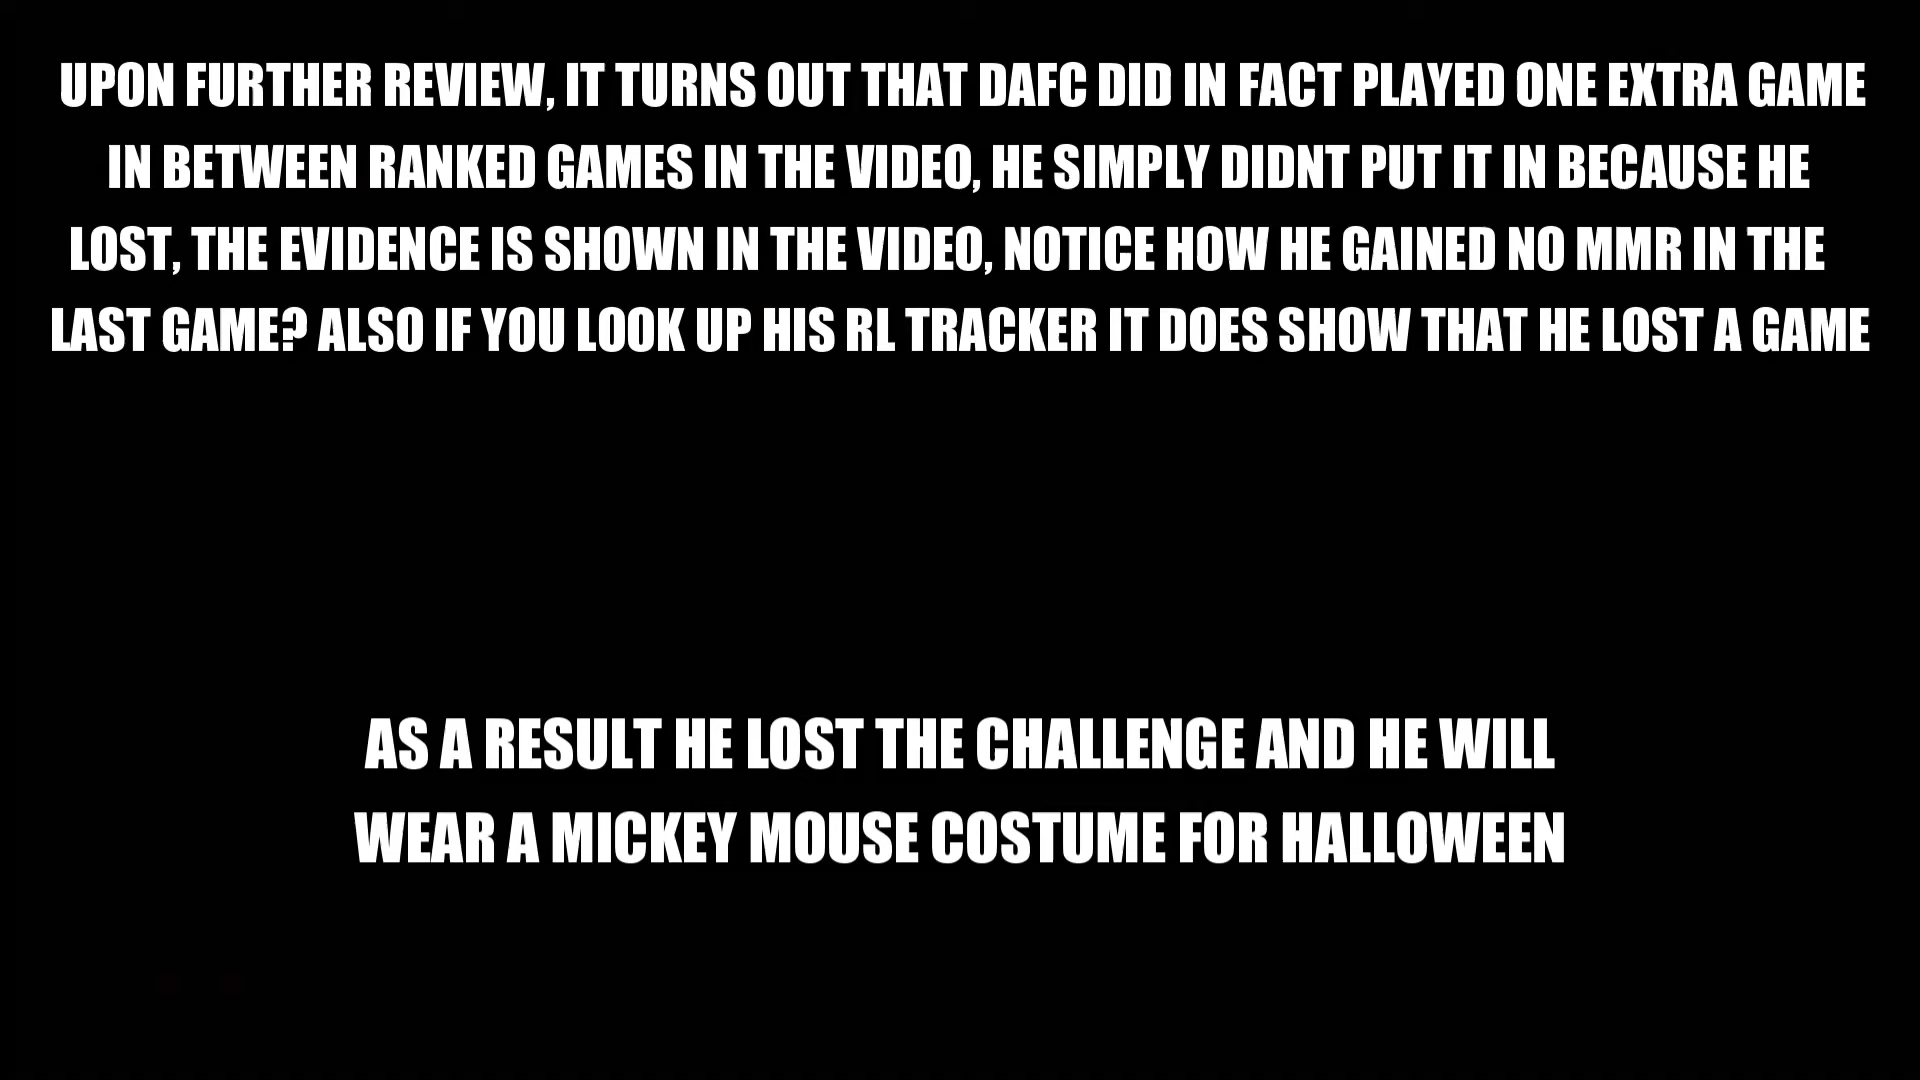 UPON FURTHER REVIEW, IT TURNS OUT THAT DAFC DID IN FACT PLAYED ONE EXTRA GAME
IN BETWEEN RANKED GAMES IN THE VIDEO, HE SIMPLY DIDNT PUT IT IN BECAUSE HE
LOST, THE EVIDENCE IS SHOWN IN THE VIDEO, NOTICE HOW HE GAINED NO MMR IN THE
LAST GAME? ALSO IF YOU LOOK UP HIS RL TRACKER IT DOES SHOW THAT HE LOST A GAME
AS A RESULT HE LOST THE CHALLENGE AND HE WILL
WEAR A MICKEY MOUSE COSTUME FOR HALLOWEEN